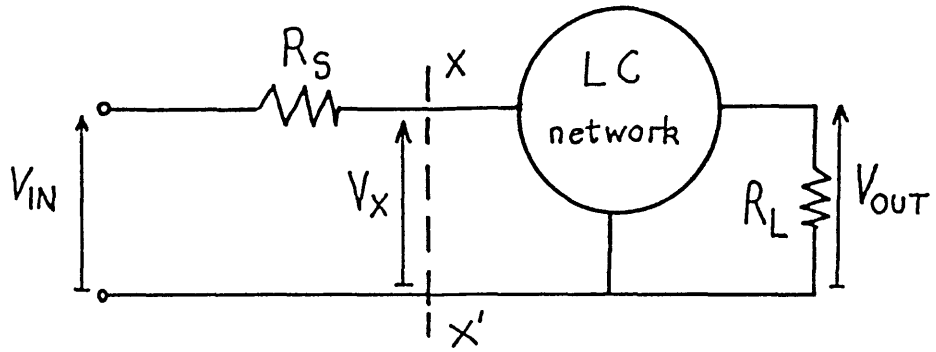 R_S
X
LC
network
V_IN
V_X
R_L
V_OUT
X'